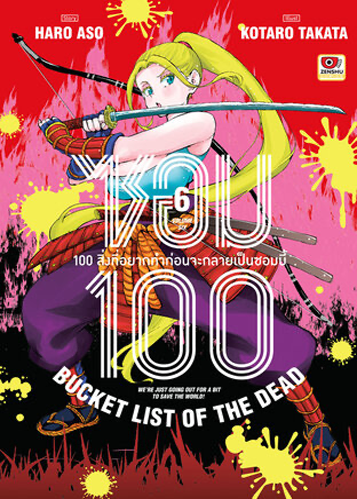 Story
HARO ASO
KOTARO TAKATA
ZENSHU
ซอม
6
VOLUME
SIX
100 สิ่งที่อยากทำก่อนจะกลายเป็นซอมบี้
100
WE'RE JUST GOING OUT FOR A BIT
TO SAVE THE WORLD!
BUCKET LIST OF THE DEAD